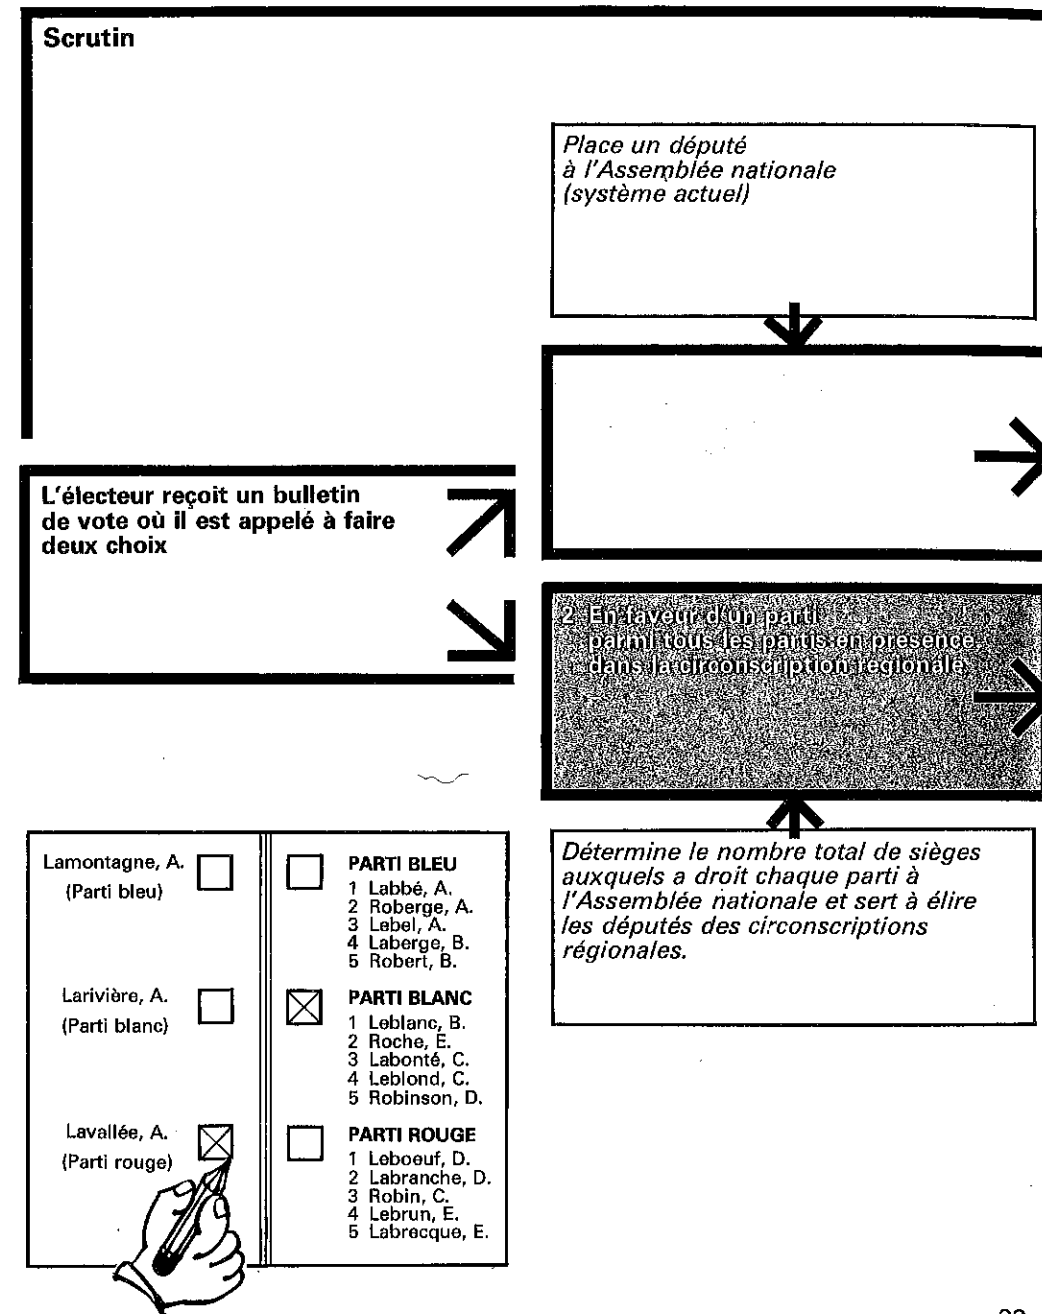 Scrutin
Place un député
à l'Assemblée nationale
(système actuel)
L'électeur reçoit un bulletin
de vote où il est appelé à faire
deux choix
2 En faveur d'un parti
parmi tous les partis en présence
dans la circonscription régionale
Détermine le nombre total de sièges
auxquels a droit chaque parti à
l'Assemblée nationale et sert à élire
les députés des circonscriptions
régionales.
Lamontagne, A.
(Parti bleu)
PARTI BLEU
1 Labbé, A.
2 Roberge, A.
3 Lebel, A.
4 Laberge, B.
5 Robert, B.
Larivière, A.
(Parti blanc)
PARTI BLANC
1 Leblanc, B.
2 Roche, E.
3 Labonté, C.
4 Leblond, C.
5 Robinson, D.
Lavallée, A.
(Parti rouge)
PARTI ROUGE
1 Leboeuf, D.
2 Labranche, D.
3 Robin, C.
4 Lebrun, E.
5 Labrecque, E.